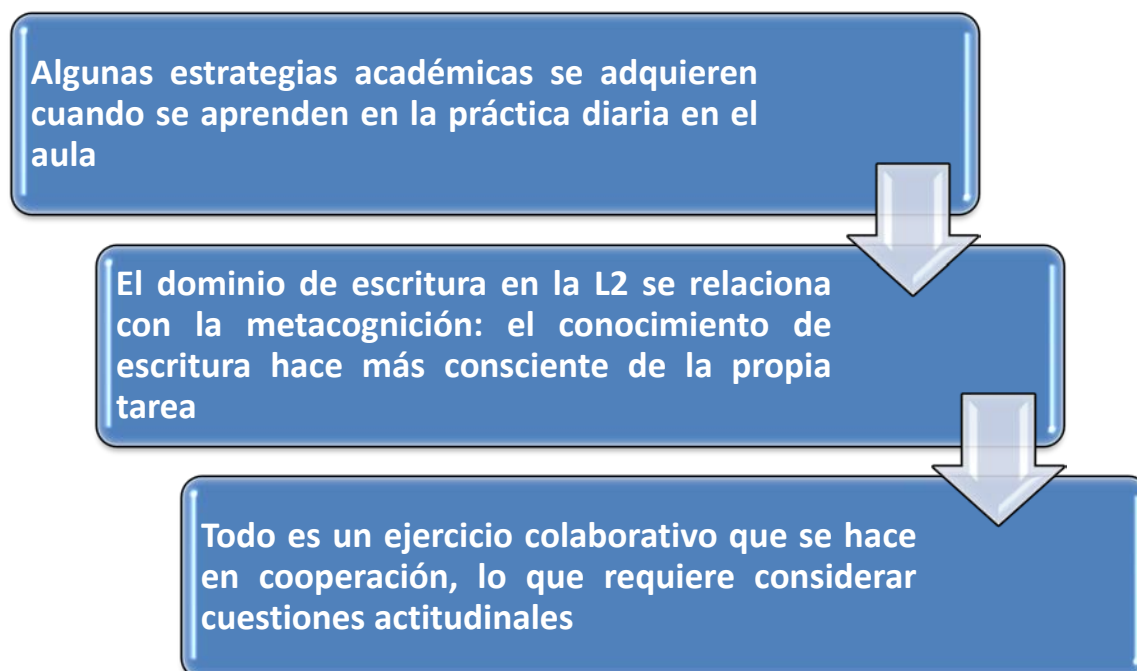 Algunas estrategias académicas se adquieren
cuando se aprenden en la práctica diaria en el
aula
El dominio de escritura en la L2 se relaciona
con la metacognición: el conocimiento de
escritura hace más consciente de la propia
tarea
Todo es un ejercicio colaborativo que se hace
en cooperación, lo que requiere considerar
cuestiones actitudinales